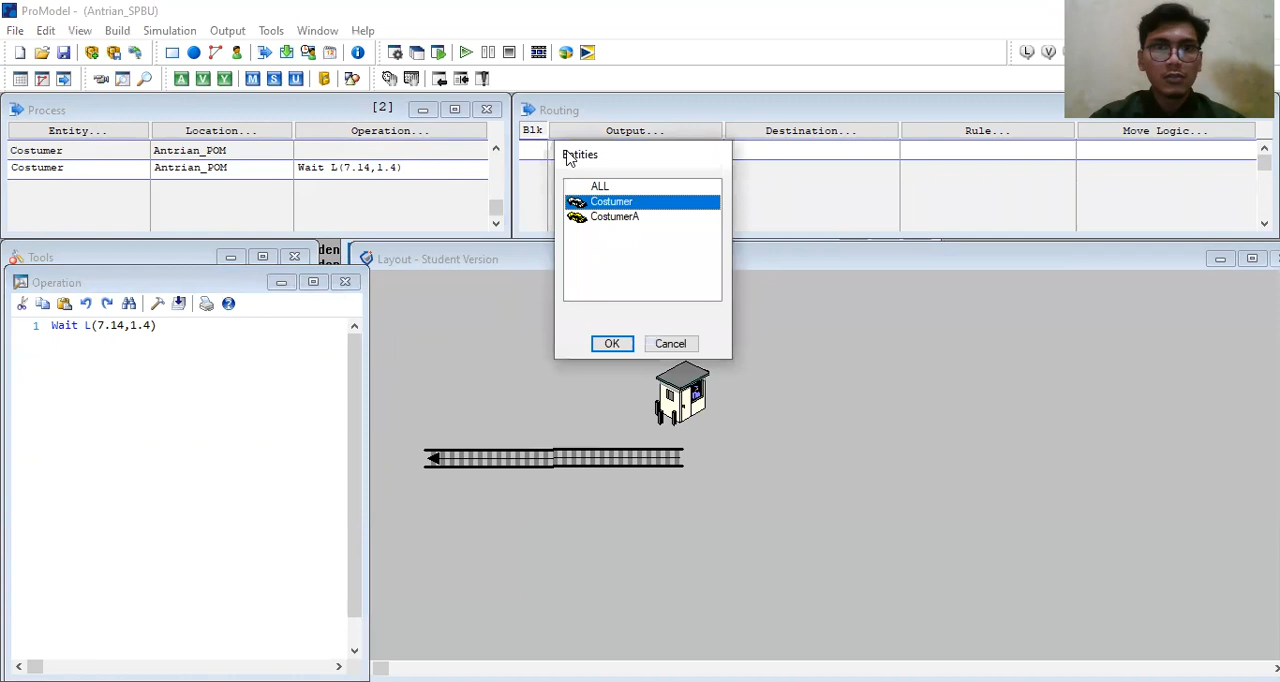 ProModel - (Antrian_SPBU)
File Edit View Build Simulation Output Tools Window Help
Process [2]
Entity... Location... Operation...
Costumer Antrian_POM
Costumer Antrian_POM Wait L(7.14,1.4)
Routing
Blk Output... Destination... Rule... Move Logic...
Entities
ALL
Costumer
CostumerA
OK Cancel
Tools
den
Layout - Student Version
Operation
1 Wait L(7.14,1.4)